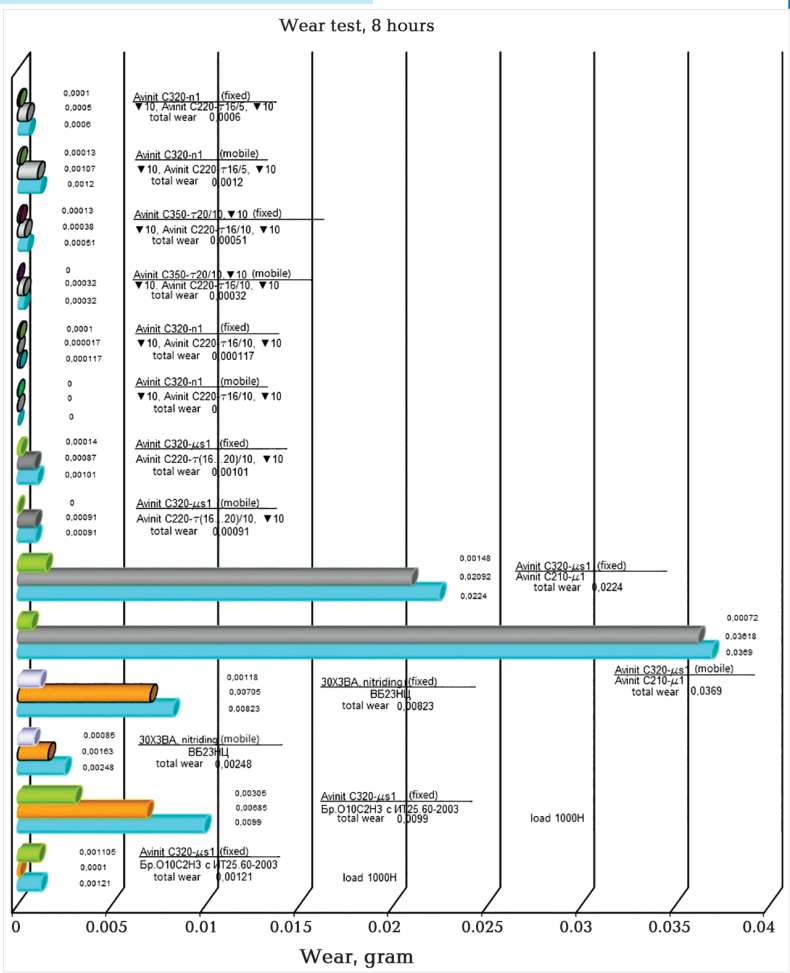 Wear test, 8 hours
0,0001
0,0005
0,0006
Avinit C320-n1 (fixed)
▼10, Avinit C220-τ16/5, ▼10
total wear 0,0006
0,00013
0,00107
0,0012
Avinit C320-n1 (mobile)
▼10, Avinit C220-τ16/5, ▼10
total wear 0,0012
0,00013
0,00038
0,00051
Avinit C350-τ20/10,▼10 (fixed)
▼10, Avinit C220-τ16/10, ▼10
total wear 0,00051
0
0,00032
0,00032
Avinit C350-τ20/10,▼10 (mobile)
▼10, Avinit C220-τ16/10, ▼10
total wear 0,00032
0,0001
0,000017
0,000117
Avinit C320-n1 (fixed)
▼10, Avinit C220-τ16/10, ▼10
total wear 0,000117
0
0
0
Avinit C320-n1 (mobile)
▼10, Avinit C220-τ16/10, ▼10
total wear 0
0,00014
0,00087
0,00101
Avinit C320-μs1 (fixed)
Avinit C220-τ(16...20)/10, ▼10
total wear 0,00101
0
0,00091
0,00091
Avinit C320-μs1 (mobile)
Avinit C220-τ(16...20)/10, ▼10
total wear 0,00091
0,00148
0,02092
0,0224
Avinit C320-μs1 (fixed)
Avinit C210-μ1
total wear 0,0224
0,00072
0,03618
0,0369
Avinit C320-μs1 (mobile)
Avinit C210-μ1
total wear 0,0369
0,00118
0,00705
0,00823
30Х3ВА, nitriding (fixed)
ВБ23НЦ
total wear 0,00823
0,00085
0,00163
0,00248
30Х3ВА, nitriding (mobile)
ВБ23НЦ
total wear 0,00248
0,00305
0,00685
0,0099
Avinit C320-μs1 (fixed)
Бр.О10С2Н3 с ИТ25.60-2003
total wear 0,0099
load 1000H
0,001105
0,0001
0,00121
Avinit C320-μs1 (fixed)
Бр.О10С2Н3 с ИТ25.60-2003
total wear 0,00121
load 1000H
0 0.005 0.01 0.015 0.02 0.025 0.03 0.035 0.04
Wear, gram